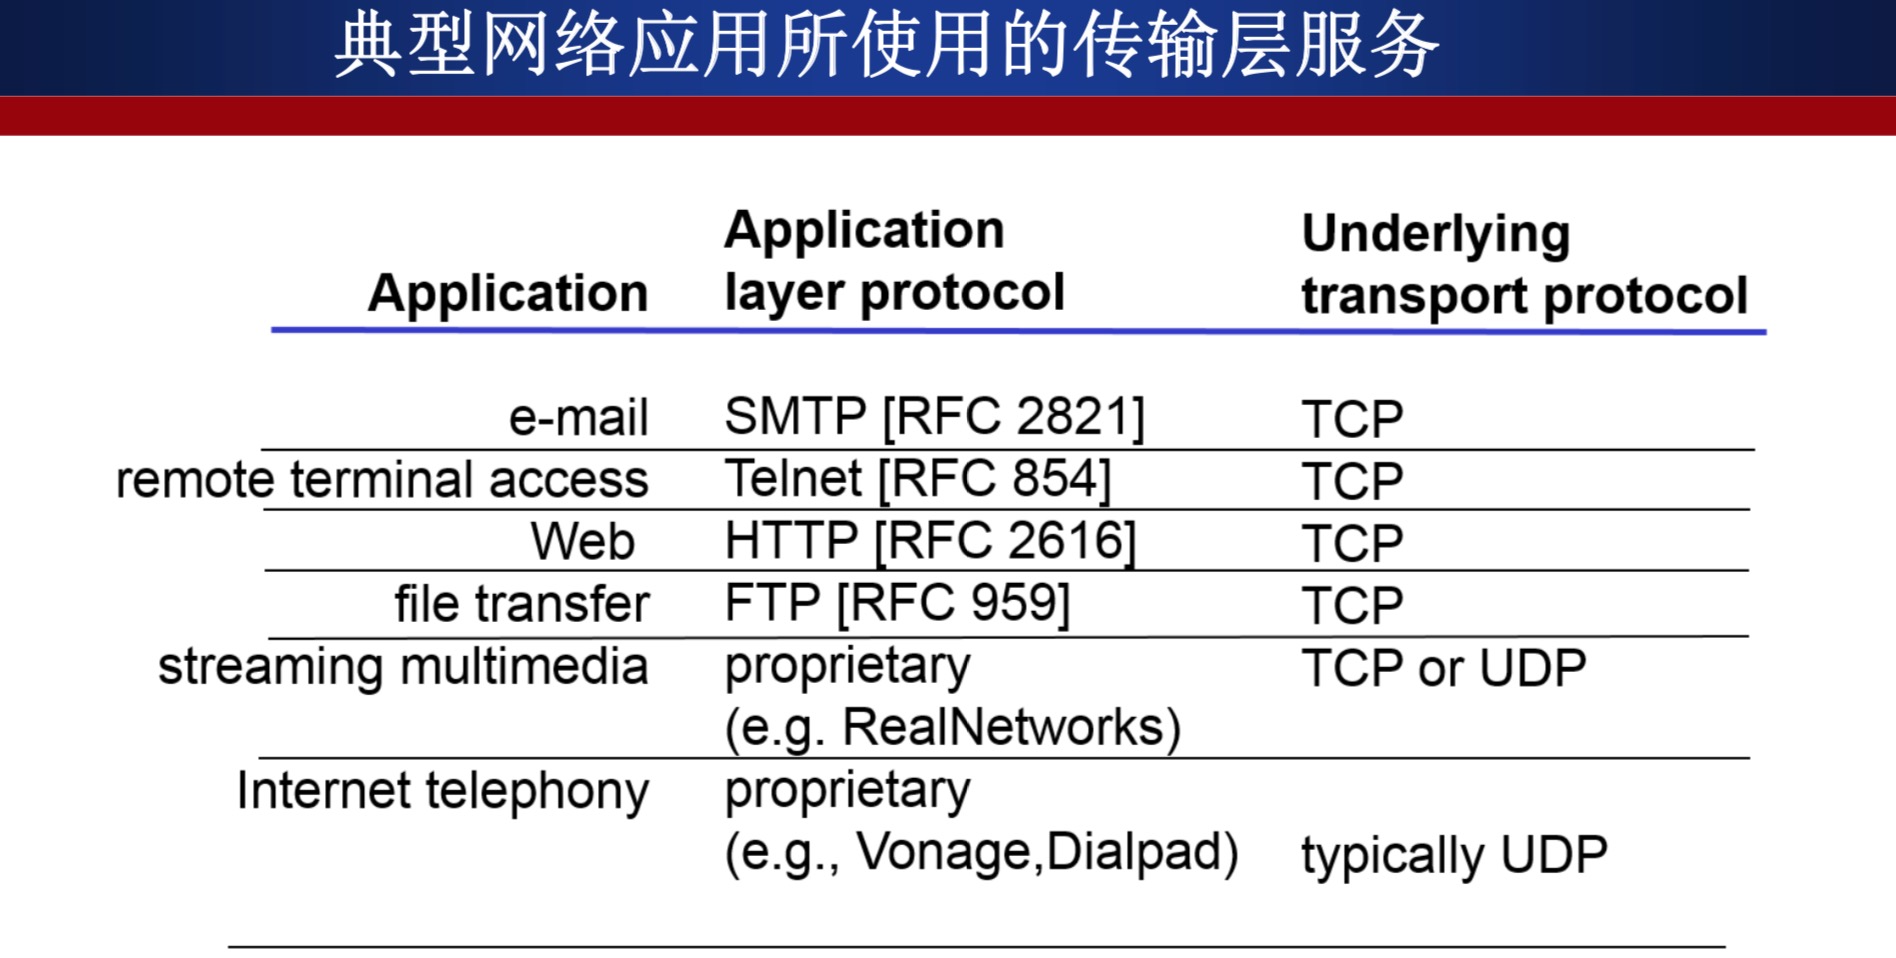 典型网络应用所使用的传输层服务
Application
Application
layer protocol
Underlying
transport protocol
e-mail SMTP [RFC 2821] TCP
remote terminal access Telnet [RFC 854] TCP
Web HTTP [RFC 2616] TCP
file transfer FTP [RFC 959] TCP
streaming multimedia proprietary TCP or UDP
(e.g. RealNetworks)
Internet telephony proprietary
(e.g., Vonage,Dialpad) typically UDP